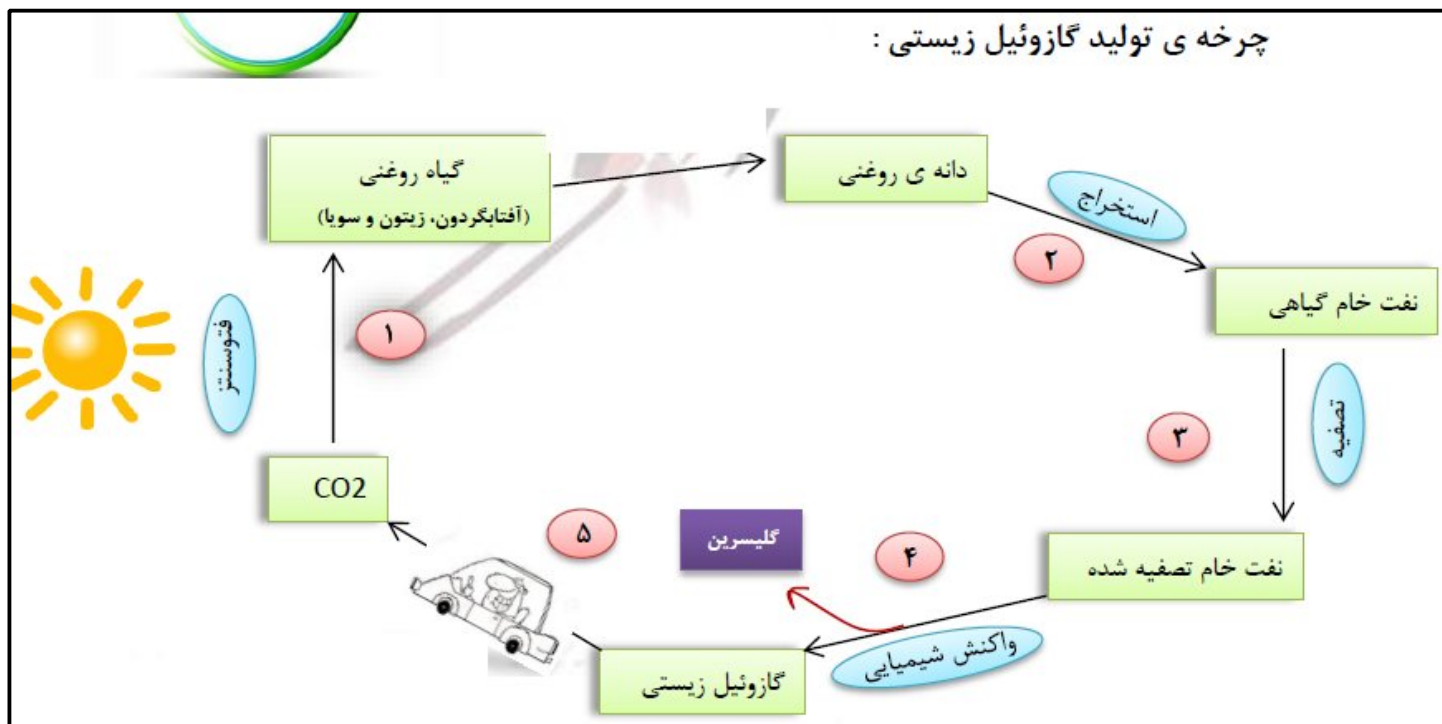 چرخه ی تولید گازوئیل زیستی :
گیاه روغنی
(آفتابگردون، زیتون و سویا)
دانه ی روغنی
استخراج
۲
نفت خام گیاهی
۱
فتوسنتز
تصفیه
۳
CO2
۵
گلیسرین
۴
نفت خام تصفیه شده
واکنش شیمیایی
گازوئیل زیستی